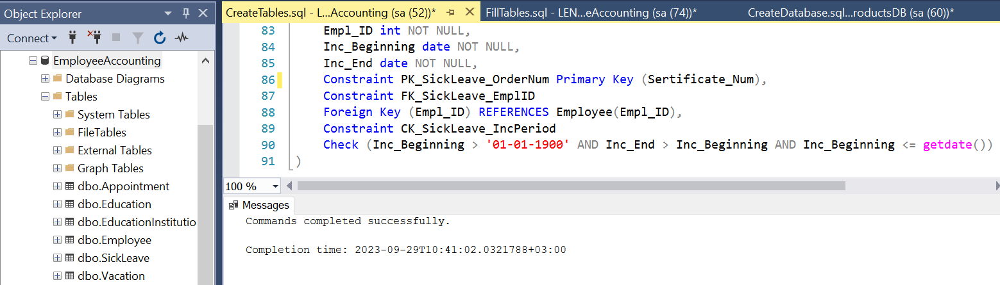 Object Explorer
Connect
EmployeeAccounting
Database Diagrams
Tables
System Tables
FileTables
External Tables
Graph Tables
dbo.Appointment
dbo.Education
dbo.EducationInstitutio
dbo.Employee
dbo.SickLeave
dbo.Vacation
CreateTables.sql - L...Accounting (sa (52))* FillTables.sql - LEN...eAccounting (sa (74))* CreateDatabase.sql...roductsDB (sa (60))*
83 Empl_ID int NOT NULL,
84 Inc_Beginning date NOT NULL,
85 Inc_End date NOT NULL,
86 Constraint PK_SickLeave_OrderNum Primary Key (Sertificate_Num),
87 Constraint FK_SickLeave_EmplID
88 Foreign Key (Empl_ID) REFERENCES Employee(Empl_ID),
89 Constraint CK_SickLeave_IncPeriod
90 Check (Inc_Beginning > '01-01-1900' AND Inc_End > Inc_Beginning AND Inc_Beginning <= getdate())
91 )
100 %
Messages
Commands completed successfully.
Completion time: 2023-09-29T10:41:02.0321788+03:00